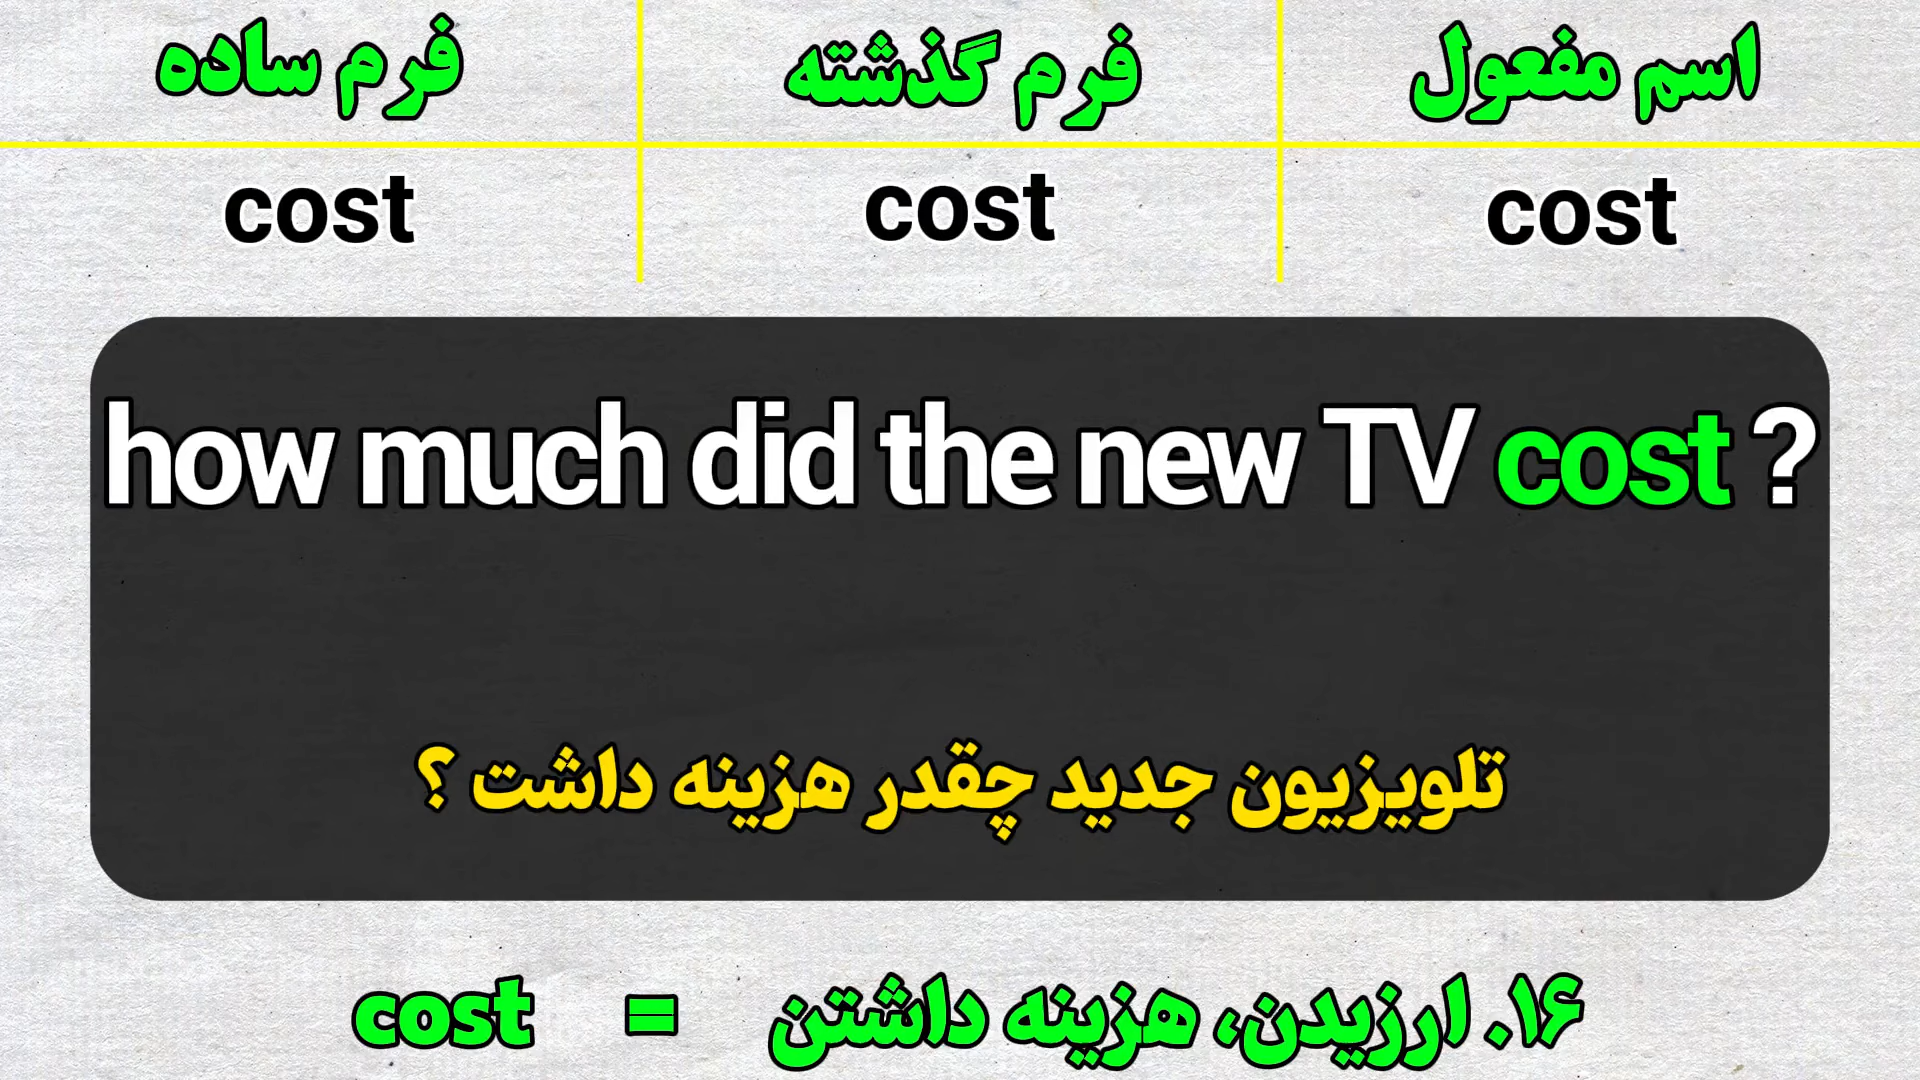 فرم ساده
فرم گذشته
اسم مفعول
cost
cost
cost
how much did the new TV cost ?
تلویزیون جدید چقدر هزینه داشت ؟
۱۶. ارزیدن، هزینه داشتن = cost